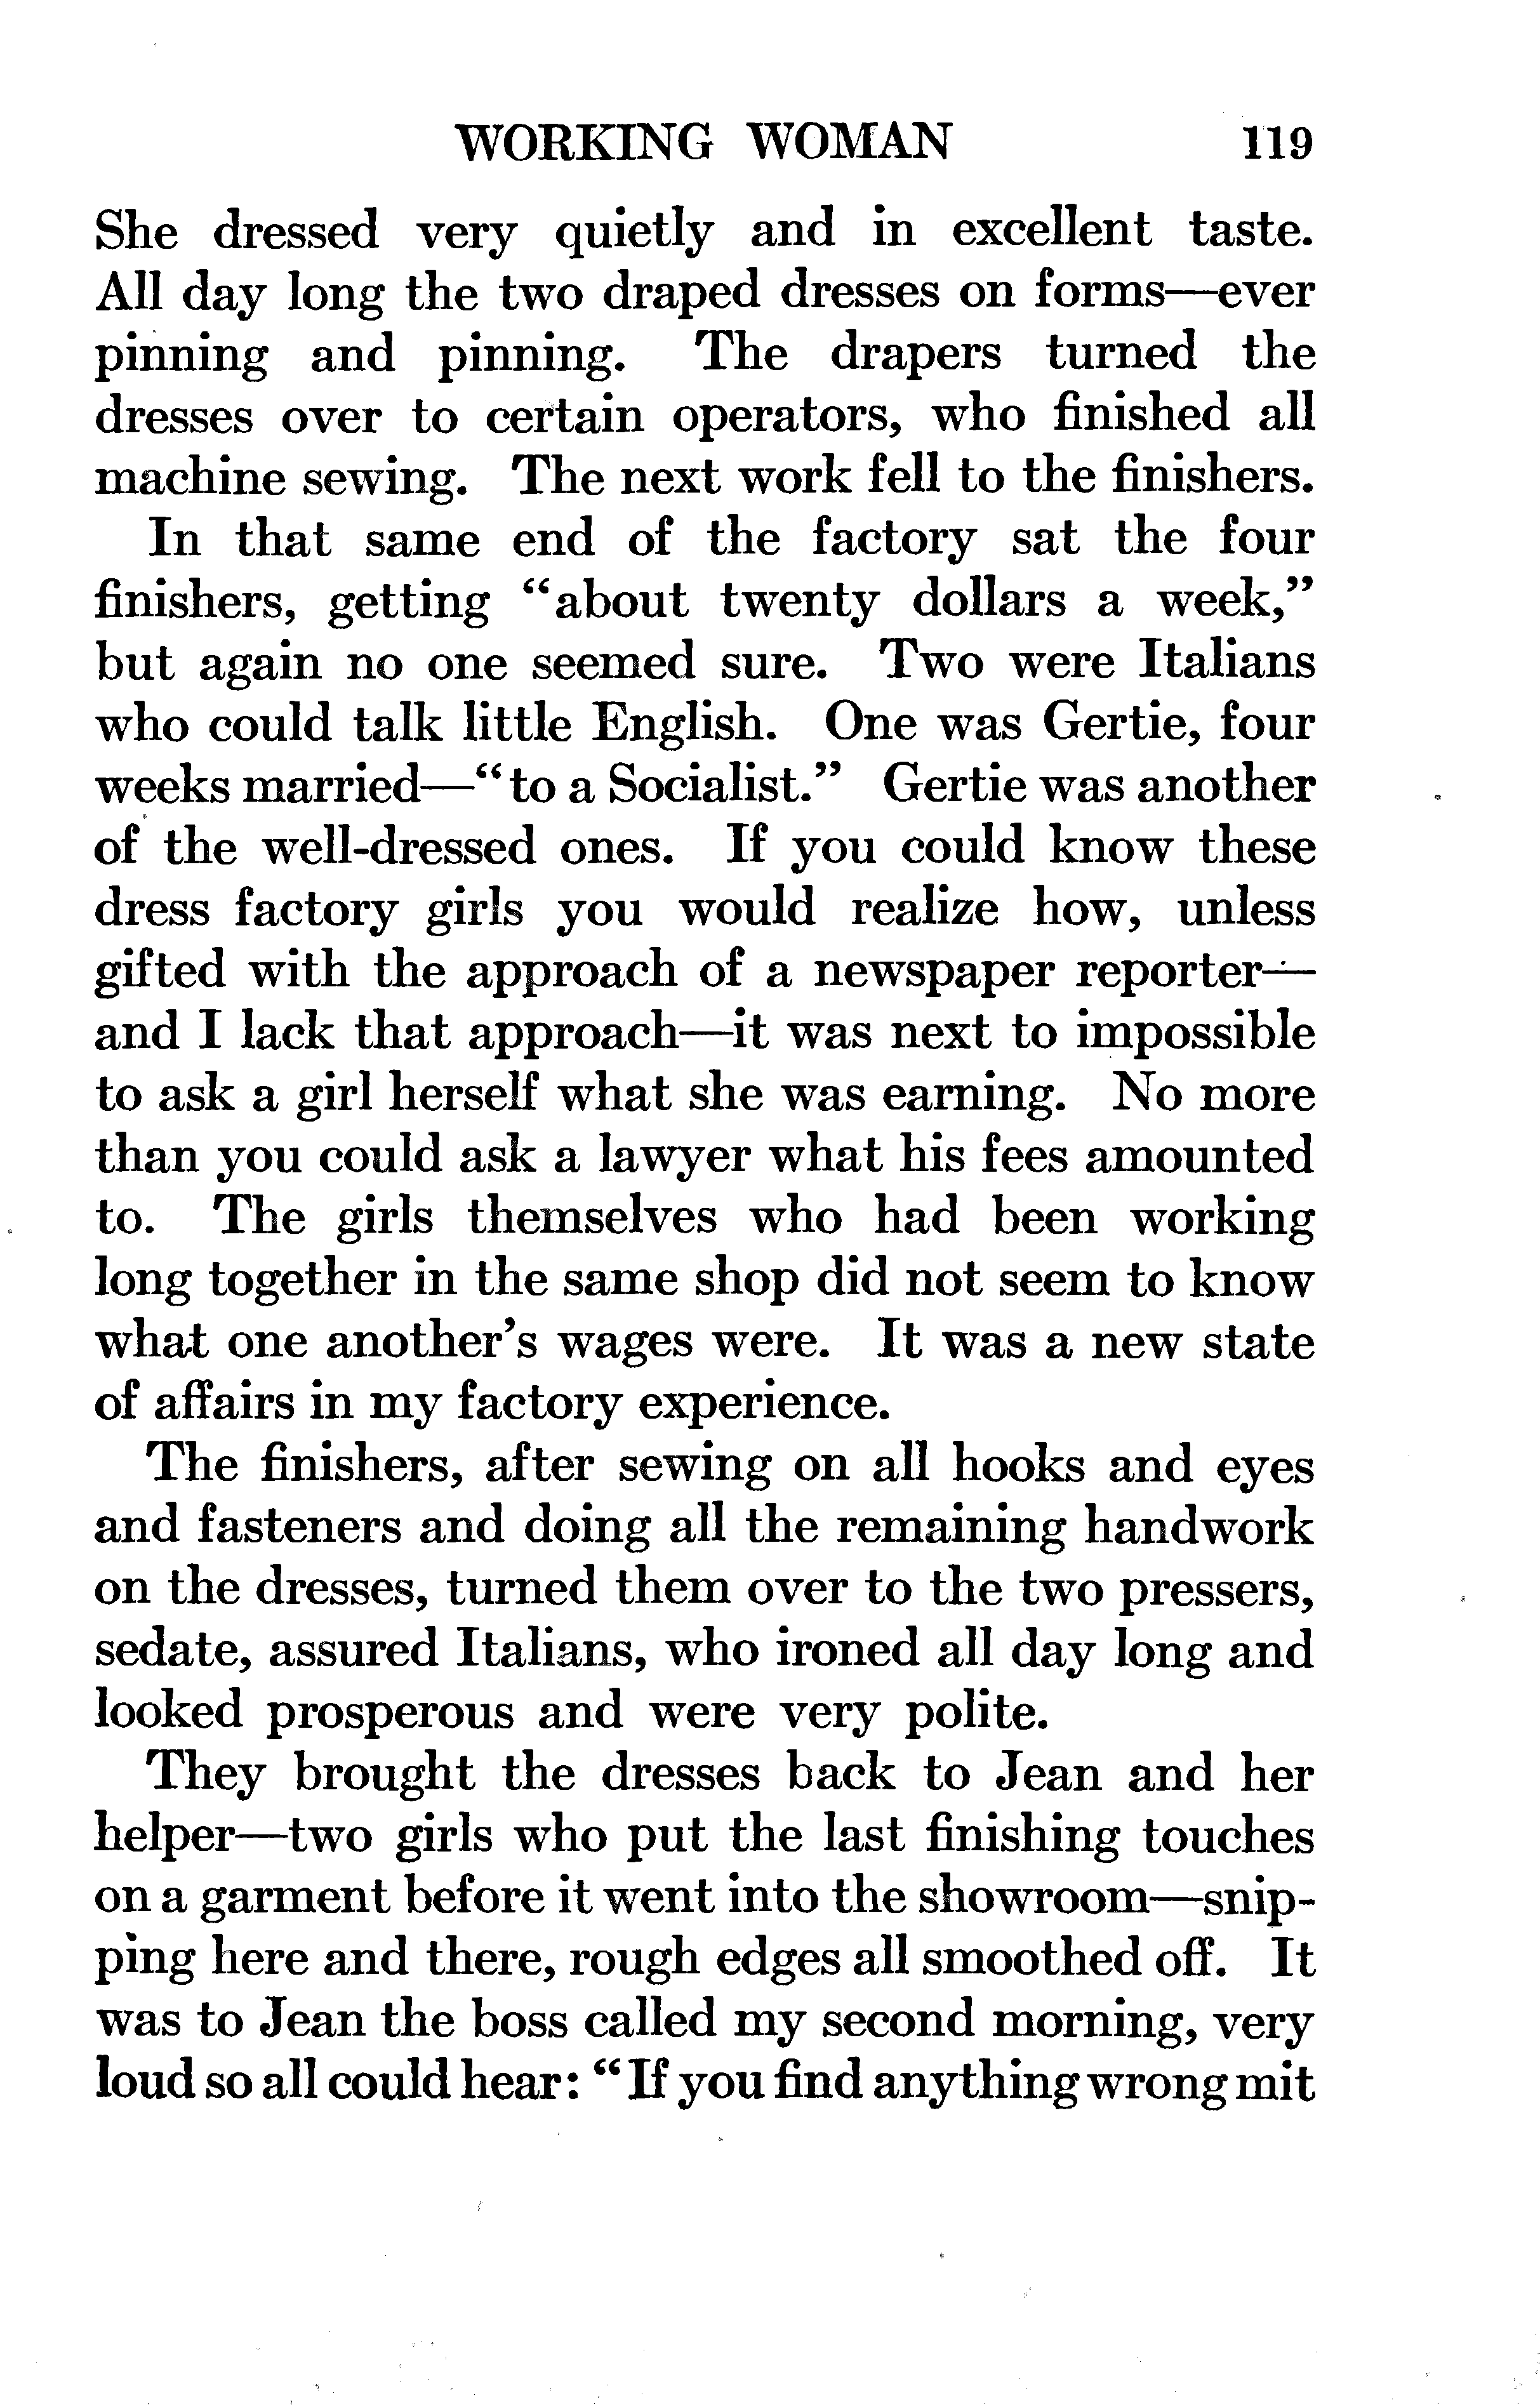 WORKING WOMAN 119
She dressed very quietly and in excellent taste.
All day long the two draped dresses on forms—ever
pinning and pinning. The drapers turned the
dresses over to certain operators, who finished all
machine sewing. The next work fell to the finishers.
In that same end of the factory sat the four
finishers, getting “about twenty dollars a week,”
but again no one seemed sure. Two were Italians
who could talk little English. One was Gertie, four
weeks married—“to a Socialist.” Gertie was another
of the well-dressed ones. If you could know these
dress factory girls you would realize how, unless
gifted with the approach of a newspaper reporter—
and I lack that approach—it was next to impossible
to ask a girl herself what she was earning. No more
than you could ask a lawyer what his fees amounted
to. The girls themselves who had been working
long together in the same shop did not seem to know
what one another’s wages were. It was a new state
of affairs in my factory experience.
The finishers, after sewing on all hooks and eyes
and fasteners and doing all the remaining handwork
on the dresses, turned them over to the two pressers,
sedate, assured Italians, who ironed all day long and
looked prosperous and were very polite.
They brought the dresses back to Jean and her
helper—two girls who put the last finishing touches
on a garment before it went into the showroom—snip-
ping here and there, rough edges all smoothed off. It
was to Jean the boss called my second morning, very
loud so all could hear: “If you find anything wrong mit